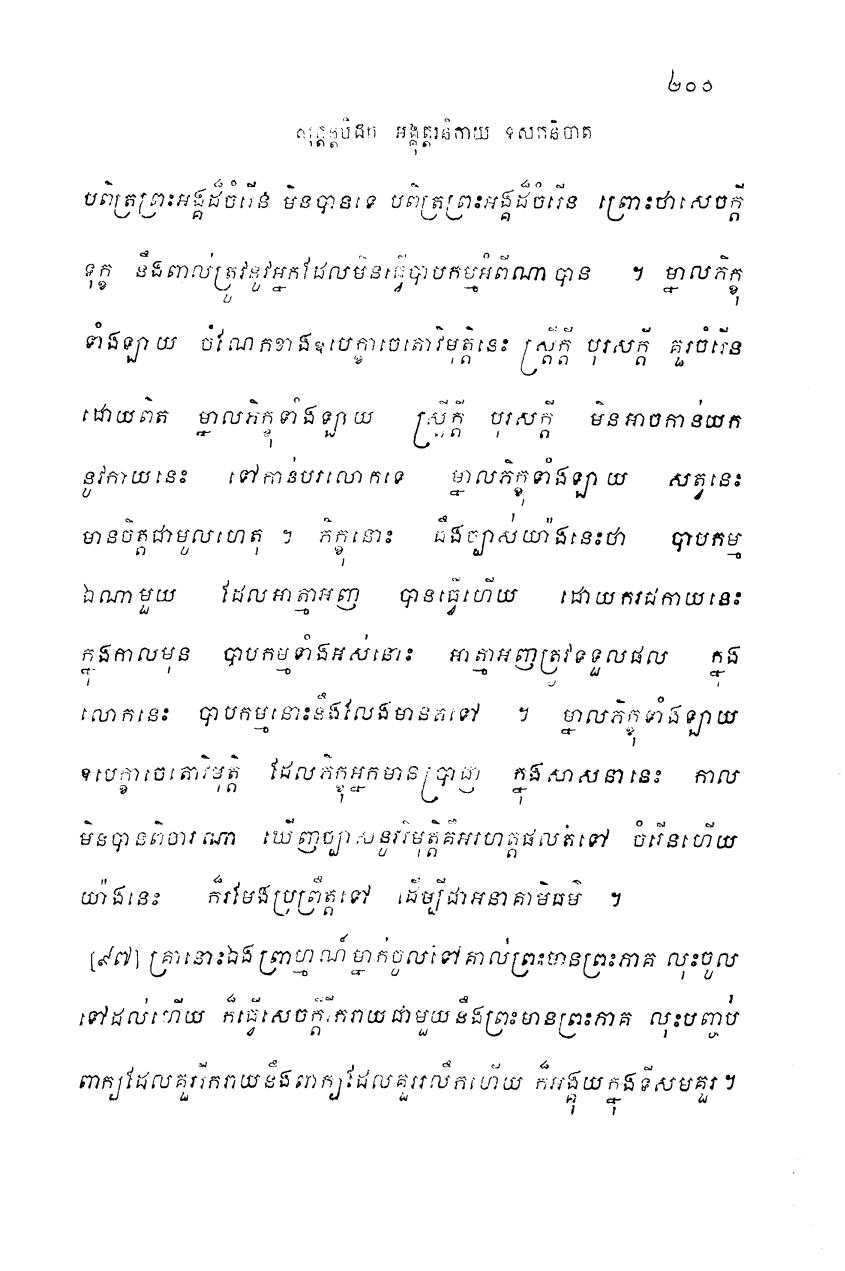 ២០១
សុត្តន្តបិដក អង្គុត្តរនិកាយ ទសកនិបាត
បពិត្រព្រះអង្គដ៏ចំរើន មិនបានទេ បពិត្រព្រះអង្គដ៏ចំរើន ព្រោះថាសេចក្តី
ទុក្ខ នឹងពាល់ត្រូវនូវអ្នកដែលមិនធ្វើបាបកម្មអំពីណាបាន ។ ម្នាលភិក្ខុ
ទាំងឡាយ ចំណែកខាងឧបេក្ខាចេតោវិមុត្តិនេះ ស្ត្រីក្តី បុរសក្តី គួរចំរើន
ដោយពិត ម្នាលភិក្ខុទាំងឡាយ ស្ត្រីក្តី បុរសក្តី មិនអាចកាន់យក
នូវកាយនេះ ទៅកាន់បរលោកទេ ម្នាលភិក្ខុទាំងឡាយ សត្វនេះ
មានចិត្តជាមូលហេតុ ។ ភិក្ខុនោះ ដឹងច្បាស់យ៉ាងនេះថា បាបកម្ម
ឯណាមួយ ដែលអាត្មាអញ បានធ្វើហើយ ដោយករជកាយនេះ
ក្នុងកាលមុន បាបកម្មទាំងអស់នោះ អាត្មាអញត្រូវទទួលផល ក្នុង
លោកនេះ បាបកម្មនោះនឹងលែងមានតទៅ ។ ម្នាលភិក្ខុទាំងឡាយ
ឧបេក្ខាចេតោវិមុត្តិ ដែលភិក្ខុអ្នកមានប្រាជ្ញា ក្នុងសាសនានេះ កាល
មិនបានពិចារណា ឃើញច្បាស់នូវវិមុត្តិគឺអរហត្តផលតទៅ ចំរើនហើយ
យ៉ាងនេះ ក៏រមែងប្រព្រឹត្តទៅ ដើម្បីជាអនាគាមិធម៌ ។
[៩៧] គ្រានោះឯង ព្រាហ្មណ៍ម្នាក់ចូលទៅគាល់ព្រះមានព្រះភាគ លុះចូល
ទៅដល់ហើយ ក៏ធ្វើសេចក្តីរីករាយជាមួយនឹងព្រះមានព្រះភាគ លុះបញ្ចប់
ពាក្យដែលគួររីករាយនឹងពាក្យដែលគួររលឹកហើយ ក៏អង្គុយក្នុងទីសមគួរ ។